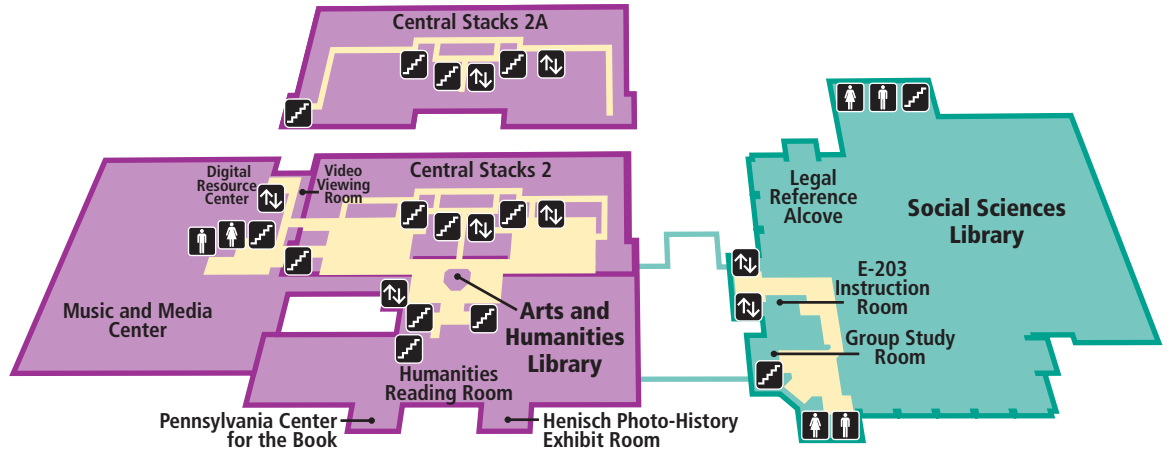 Central Stacks 2A
Central Stacks 2
Digital
Resource
Center
Video
Viewing
Room
Music and Media
Center
Arts and
Humanities
Library
Humanities
Reading Room
Pennsylvania Center
for the Book
Henisch Photo-History
Exhibit Room
Legal
Reference
Alcove
Social Sciences
Library
E-203
Instruction
Room
Group Study
Room